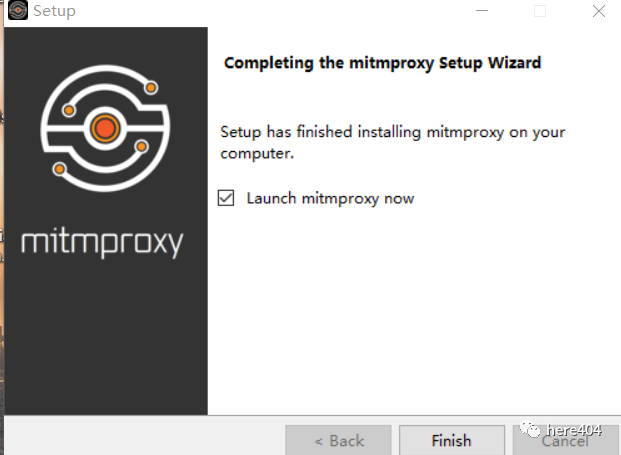 Setup
Completing the mitmproxy Setup Wizard
Setup has finished installing mitmproxy on your
computer.
Launch mitmproxy now
mitmproxy
< Back
Finish
Cancel
here404